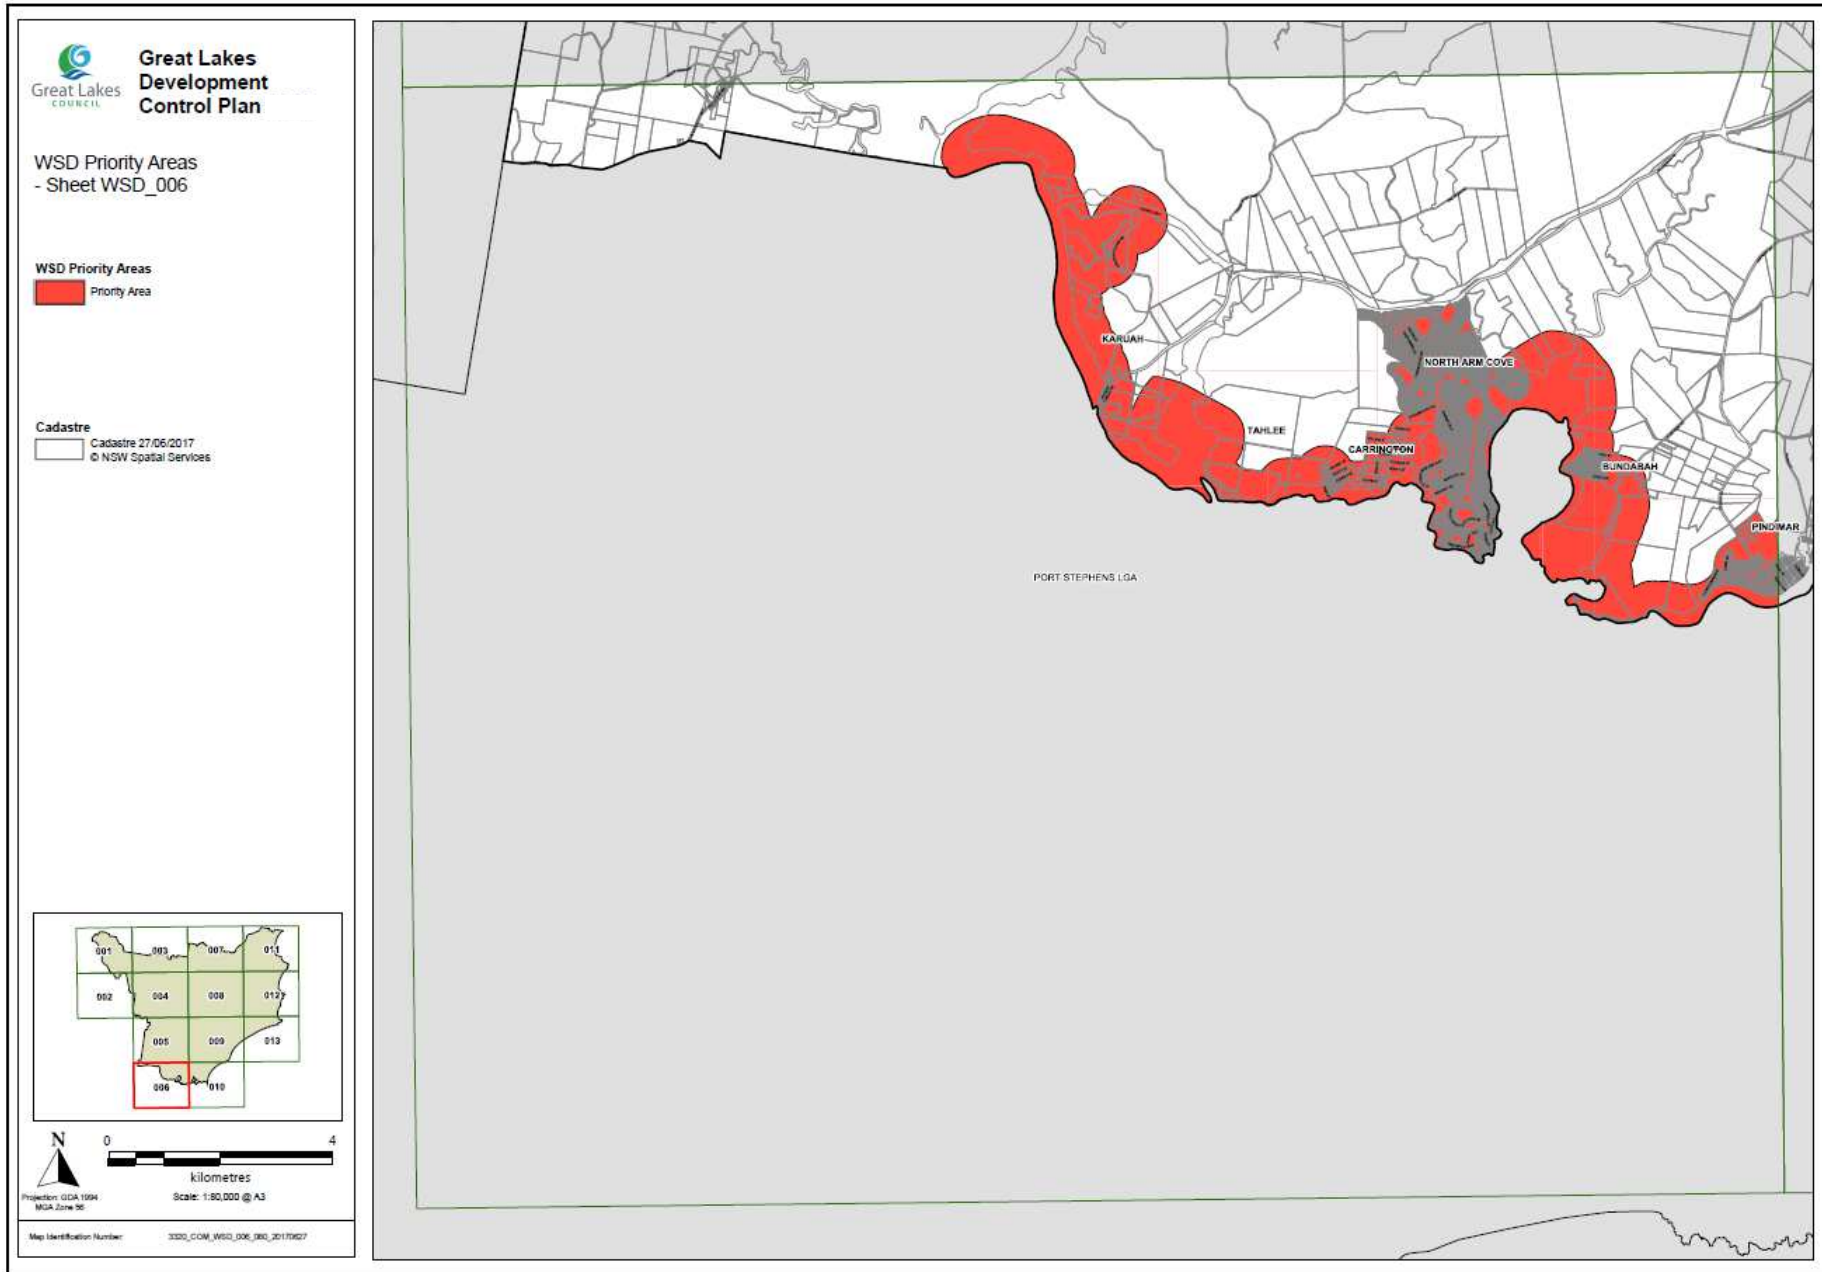 Great Lakes
COUNCIL
Great Lakes
Development
Control Plan
WSD Priority Areas
- Sheet WSD_006
WSD Priority Areas
Priority Area
Cadastre
Cadastre 27/06/2017
© NSW Spatial Services
001
003
007
011
002
004
008
012
005
009
013
006
010
N
0
4
kilometres
Projection: GDA 1994
MGA Zone 56
Scale: 1:80,000 @ A3
Map Identification Number:
3320_COM_WSD_006_080_20170627
KARUAH
NORTH ARM COVE
TAHLEE
CARRINGTON
BUNDABAH
PINDIMAR
PORT STEPHENS LGA